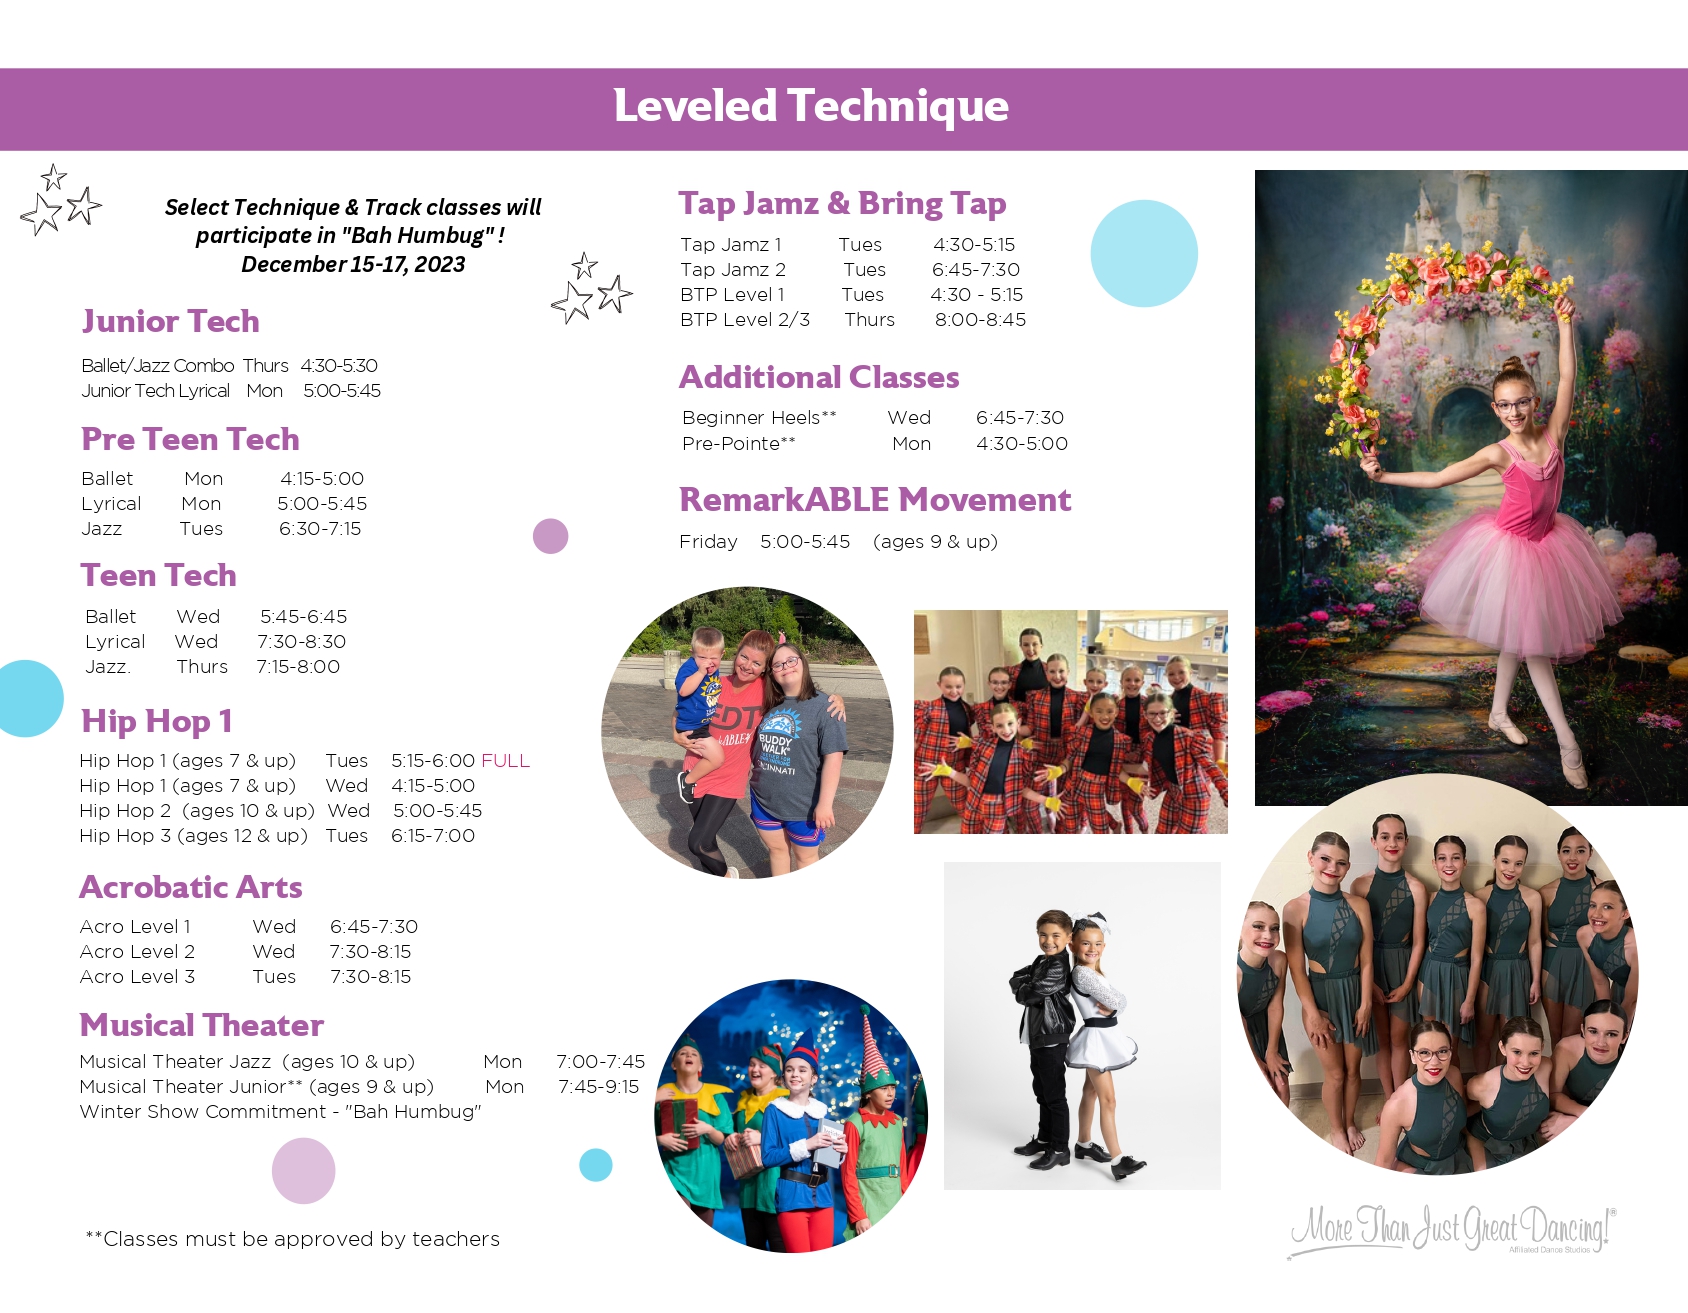 Leveled Technique
Select Technique & Track classes will
participate in "Bah Humbug" !
December 15-17, 2023
Junior Tech
Ballet/Jazz Combo Thurs 4:30-5:30
Junior Tech Lyrical Mon 5:00-5:45
Pre Teen Tech
Ballet Mon 4:15-5:00
Lyrical Mon 5:00-5:45
Jazz Tues 6:30-7:15
Teen Tech
Ballet Wed 5:45-6:45
Lyrical Wed 7:30-8:30
Jazz. Thurs 7:15-8:00
Hip Hop 1
Hip Hop 1 (ages 7 & up) Tues 5:15-6:00 FULL
Hip Hop 1 (ages 7 & up) Wed 4:15-5:00
Hip Hop 2 (ages 10 & up) Wed 5:00-5:45
Hip Hop 3 (ages 12 & up) Tues 6:15-7:00
Acrobatic Arts
Acro Level 1 Wed 6:45-7:30
Acro Level 2 Wed 7:30-8:15
Acro Level 3 Tues 7:30-8:15
Musical Theater
Musical Theater Jazz (ages 10 & up) Mon 7:00-7:45
Musical Theater Junior** (ages 9 & up) Mon 7:45-9:15
Winter Show Commitment - "Bah Humbug"
**Classes must be approved by teachers
Tap Jamz & Bring Tap
Tap Jamz 1 Tues 4:30-5:15
Tap Jamz 2 Tues 6:45-7:30
BTP Level 1 Tues 4:30 - 5:15
BTP Level 2/3 Thurs 8:00-8:45
Additional Classes
Beginner Heels** Wed 6:45-7:30
Pre-Pointe** Mon 4:30-5:00
RemarkABLE Movement
Friday 5:00-5:45 (ages 9 & up)
BUDDY
WALK
More Than Just Great Dancing!®
Affiliated Dance Studios